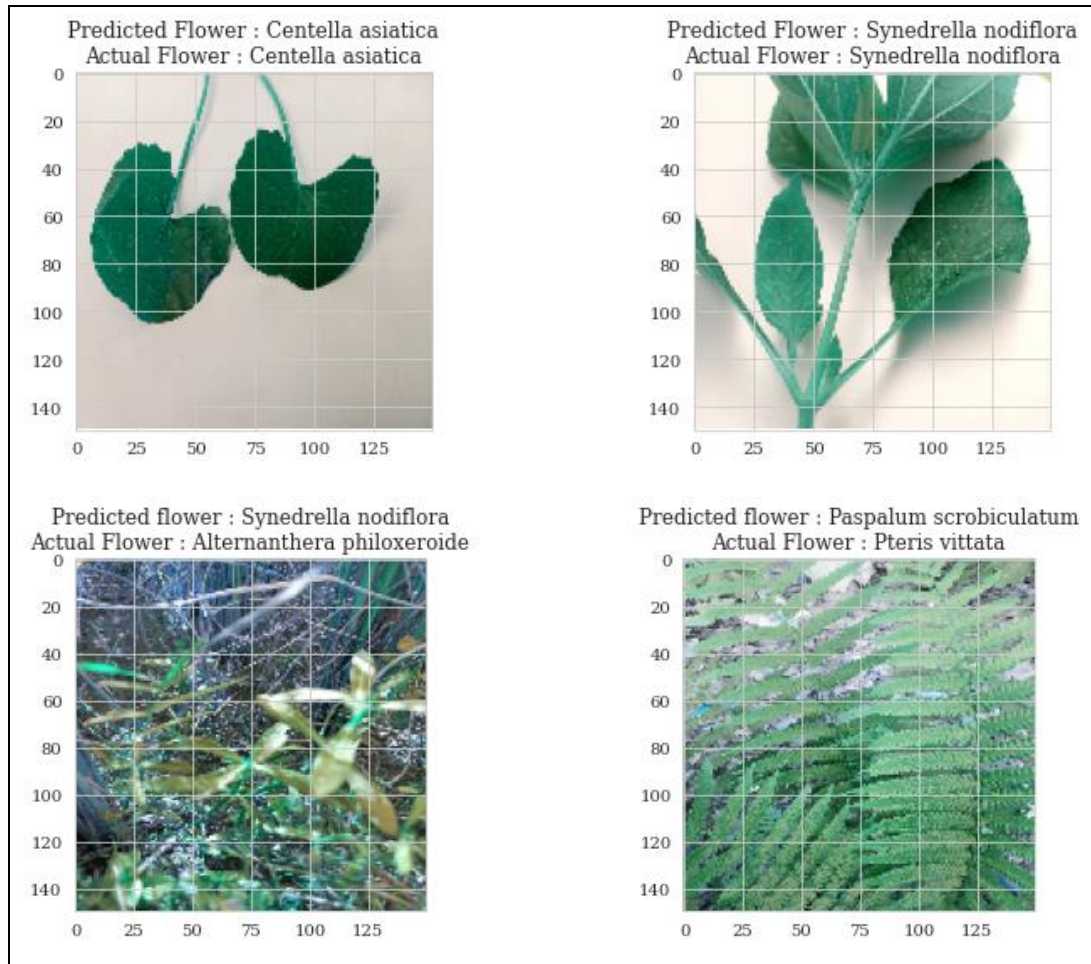 Predicted Flower : Centella asiatica
Actual Flower : Centella asiatica
0
20
40
60
80
100
120
140
0 25 50 75 100 125
Predicted Flower : Synedrella nodiflora
Actual Flower : Synedrella nodiflora
0
20
40
60
80
100
120
140
0 25 50 75 100 125
Predicted flower : Synedrella nodiflora
Actual Flower : Alternanthera philoxeroide
0
20
40
60
80
100
120
140
0 25 50 75 100 125
Predicted flower : Paspalum scrobiculatum
Actual Flower : Pteris vittata
0
20
40
60
80
100
120
140
0 25 50 75 100 125